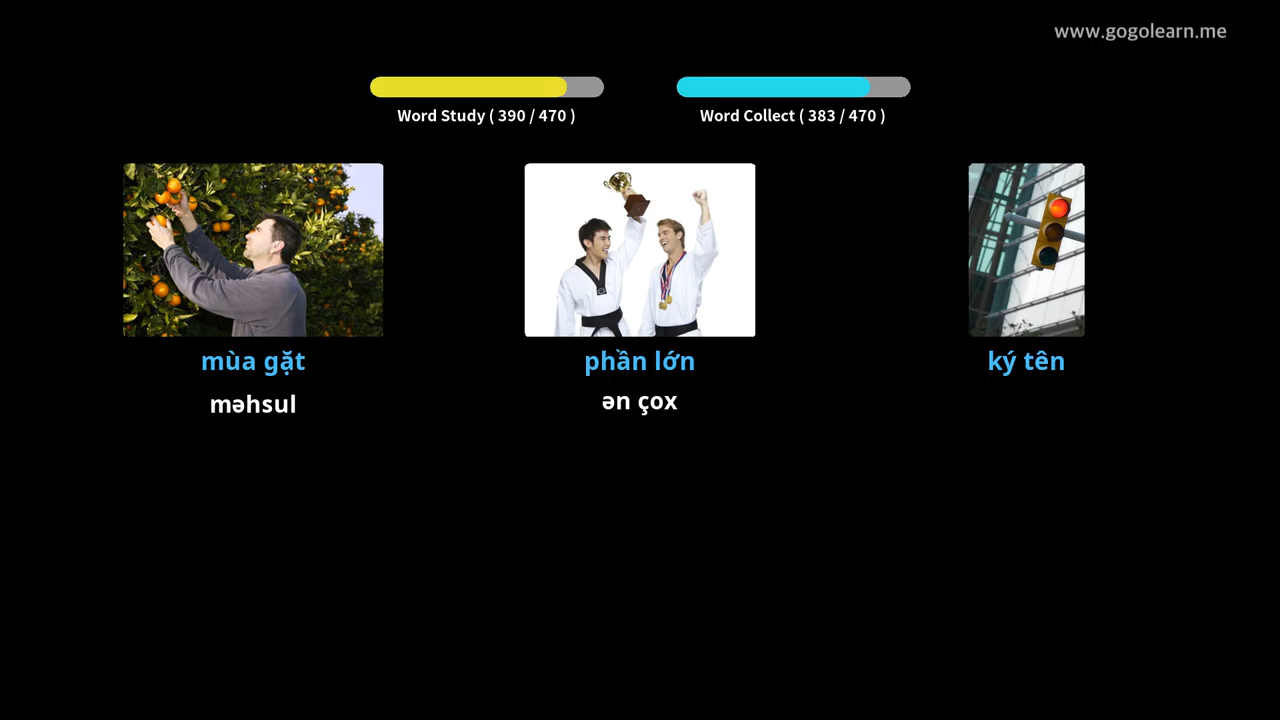 www.gogolearn.me
Word Study ( 390 / 470 )
Word Collect ( 383 / 470 )
mùa gặt
phần lớn
ký tên
məhsul
ən çox